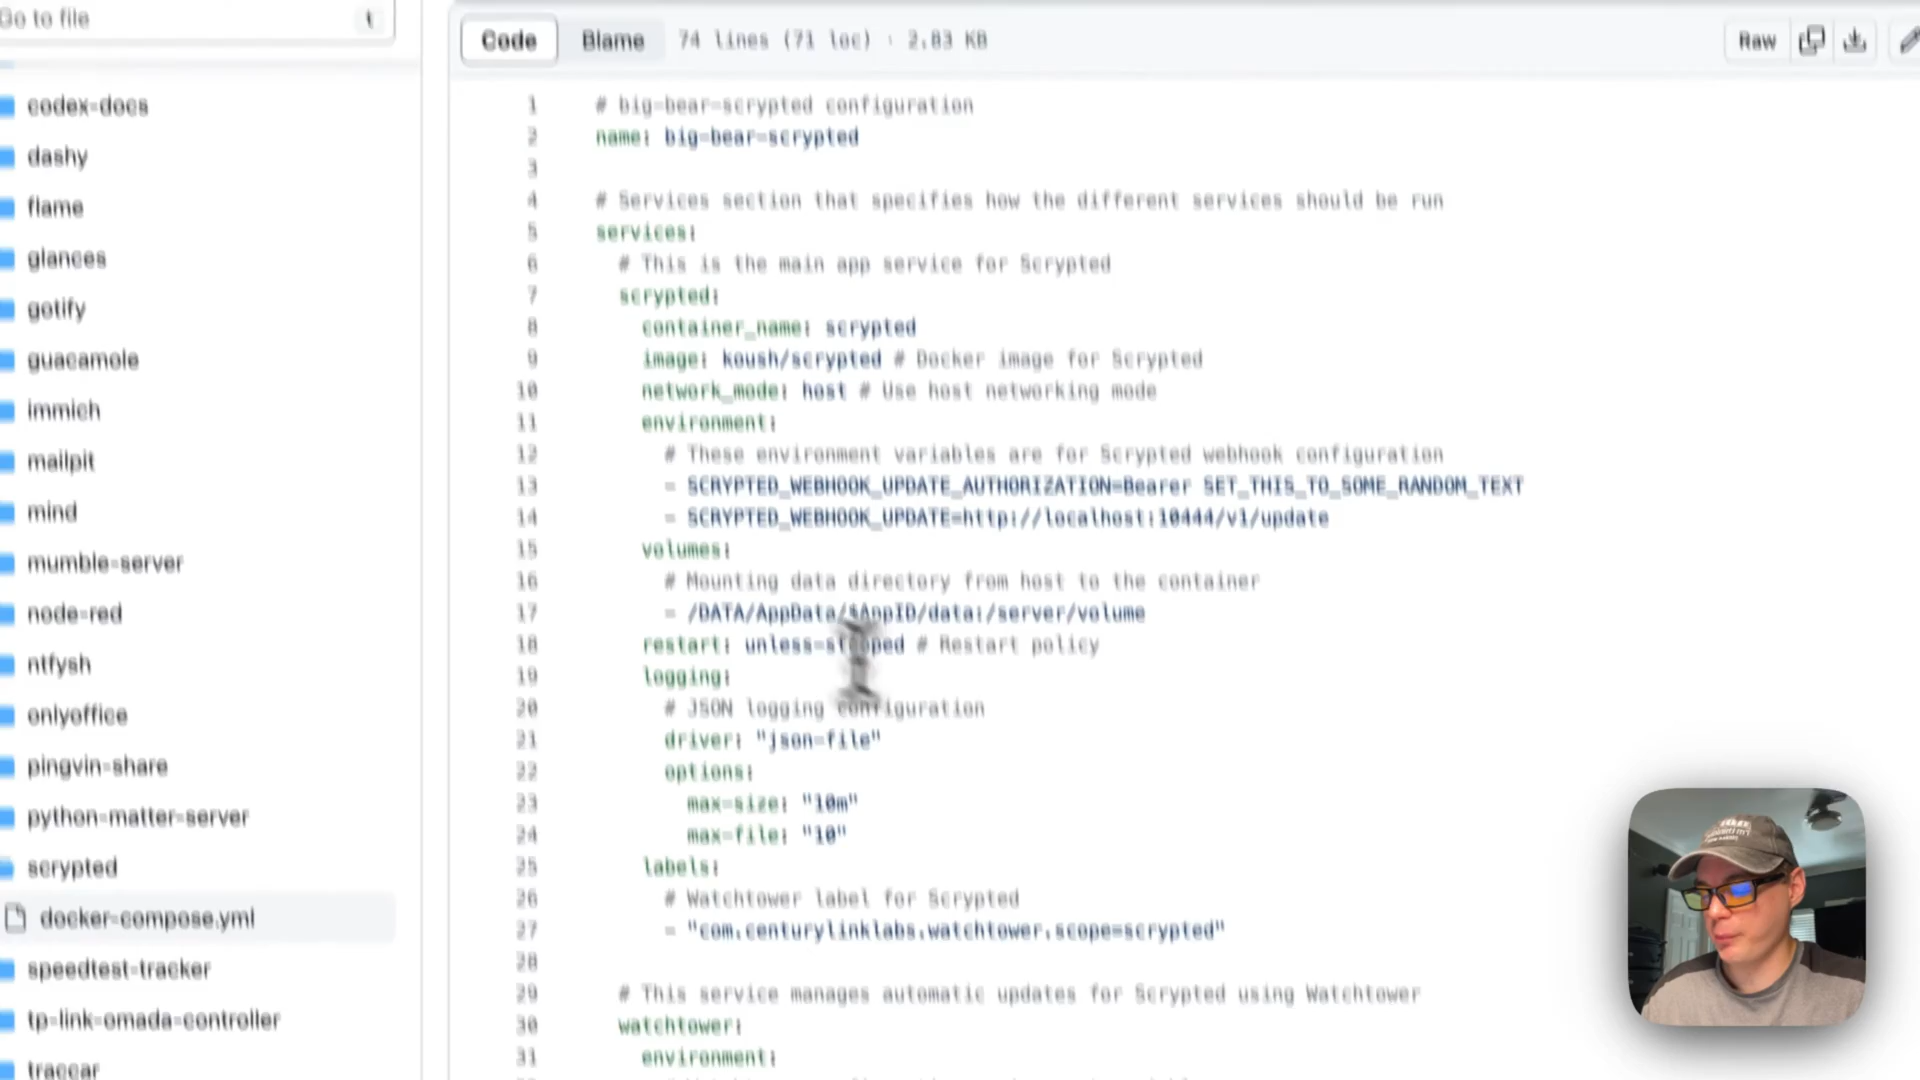 Go to file
t
codex-docs
dashy
flame
glances
gotify
guacamole
immich
mailpit
mind
mumble-server
node-red
ntfysh
onlyoffice
pingvin-share
python-matter-server
scrypted
docker-compose.yml
speedtest-tracker
tp-link-omada-controller
traccar
Code Blame 74 lines (71 loc) · 2.83 KB Raw
1 # big-bear-scrypted configuration
2 name: big-bear-scrypted
3
4 # Services section that specifies how the different services should be run
5 services:
6 # This is the main app service for Scrypted
7 scrypted:
8 container_name: scrypted
9 image: koush/scrypted # Docker image for Scrypted
10 network_mode: host # Use host networking mode
11 environment:
12 # These environment variables are for Scrypted webhook configuration
13 - SCRYPTED_WEBHOOK_UPDATE_AUTHORIZATION=Bearer SET_THIS_TO_SOME_RANDOM_TEXT
14 - SCRYPTED_WEBHOOK_UPDATE=http://localhost:10444/v1/update
15 volumes:
16 # Mounting data directory from host to the container
17 - /DATA/AppData/$AppID/data:/server/volume
18 restart: unless-stopped # Restart policy
19 logging:
20 # JSON logging configuration
21 driver: "json-file"
22 options:
23 max-size: "10m"
24 max-file: "10"
25 labels:
26 # Watchtower label for Scrypted
27 - "com.centurylinklabs.watchtower.scope=scrypted"
28
29 # This service manages automatic updates for Scrypted using Watchtower
30 watchtower:
31 environment: